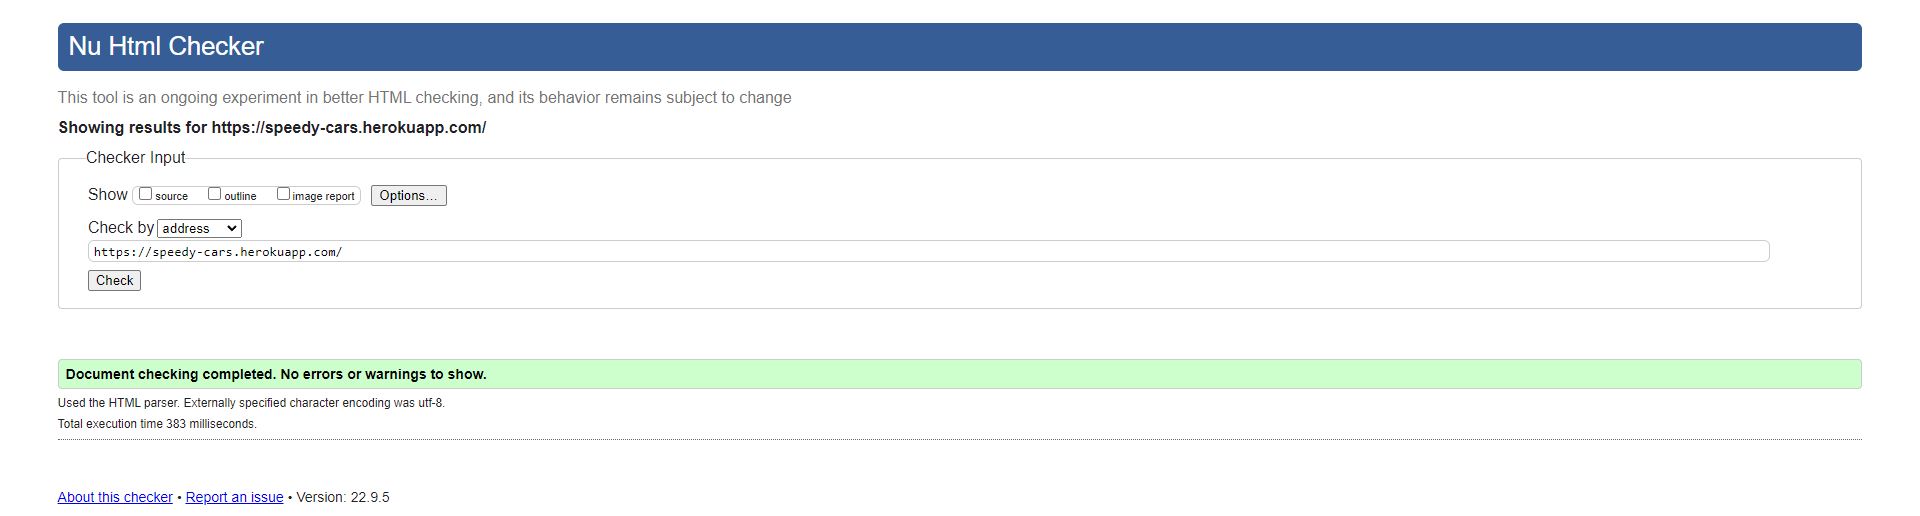 Nu Html Checker
This tool is an ongoing experiment in better HTML checking, and its behavior remains subject to change
Showing results for https://speedy-cars.herokuapp.com/
Checker Input
Show source outline image report Options...
Check by address
https://speedy-cars.herokuapp.com/
Check
Document checking completed. No errors or warnings to show.
Used the HTML parser. Externally specified character encoding was utf-8.
Total execution time 383 milliseconds.
About this checker • Report an issue • Version: 22.9.5